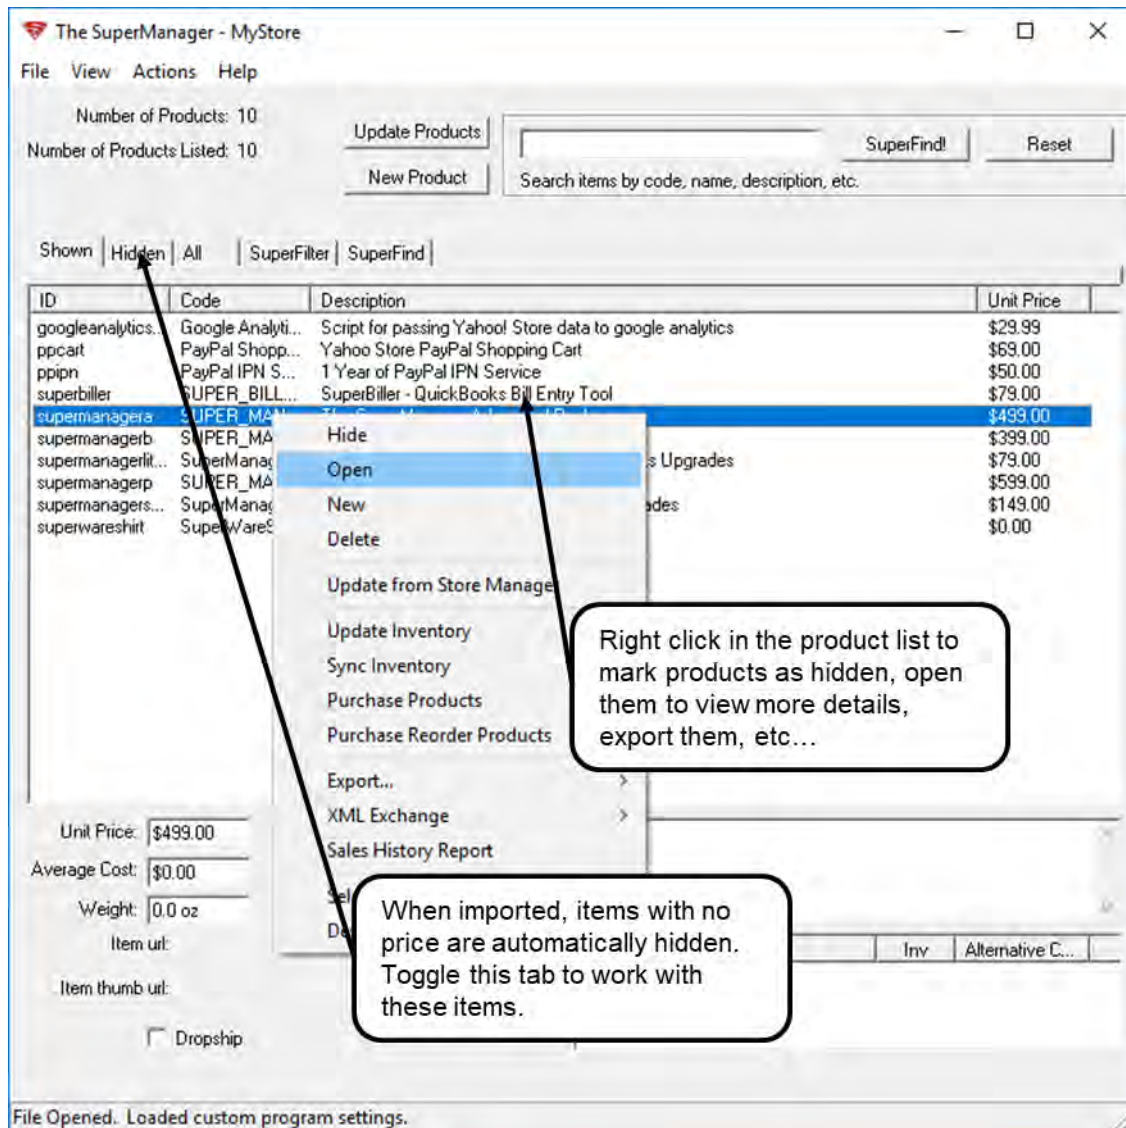 The SuperManager - MyStore
File View Actions Help
Number of Products: 10
Number of Products Listed: 10
Update Products
New Product
SuperFind!
Reset
Search items by code, name, description, etc.
Shown Hidden All SuperFilter SuperFind
ID Code Description Unit Price
googleanalytics... Google Analyti... Script for passing Yahoo! Store data to google analytics $29.99
ppcart PayPal Shopp... Yahoo Store PayPal Shopping Cart $69.00
ppipn PayPal IPN S... 1 Year of PayPal IPN Service $50.00
superbiller SUPER_BILL... SuperBiller - QuickBooks Bill Entry Tool $79.00
supermanagera SUPER_MAN $499.00
supermanagerb SUPER_MA $399.00
supermanagerlit... SuperManag s Upgrades $79.00
supermanagerp SUPER_MA $599.00
supermanagers... SuperManag ades $149.00
superwareshirt SuperWareS $0.00
Hide
Open
New
Delete
Update from Store Manage
Update Inventory
Sync Inventory
Purchase Products
Purchase Reorder Products
Export...
XML Exchange
Sales History Report
Right click in the product list to
mark products as hidden, open
them to view more details,
export them, etc…
Unit Price: $499.00
Average Cost: $0.00
Weight: 0.0 oz
Item url:
Item thumb url:
Dropship
When imported, items with no
price are automatically hidden.
Toggle this tab to work with
these items.
Inv Alternative C...
File Opened. Loaded custom program settings.